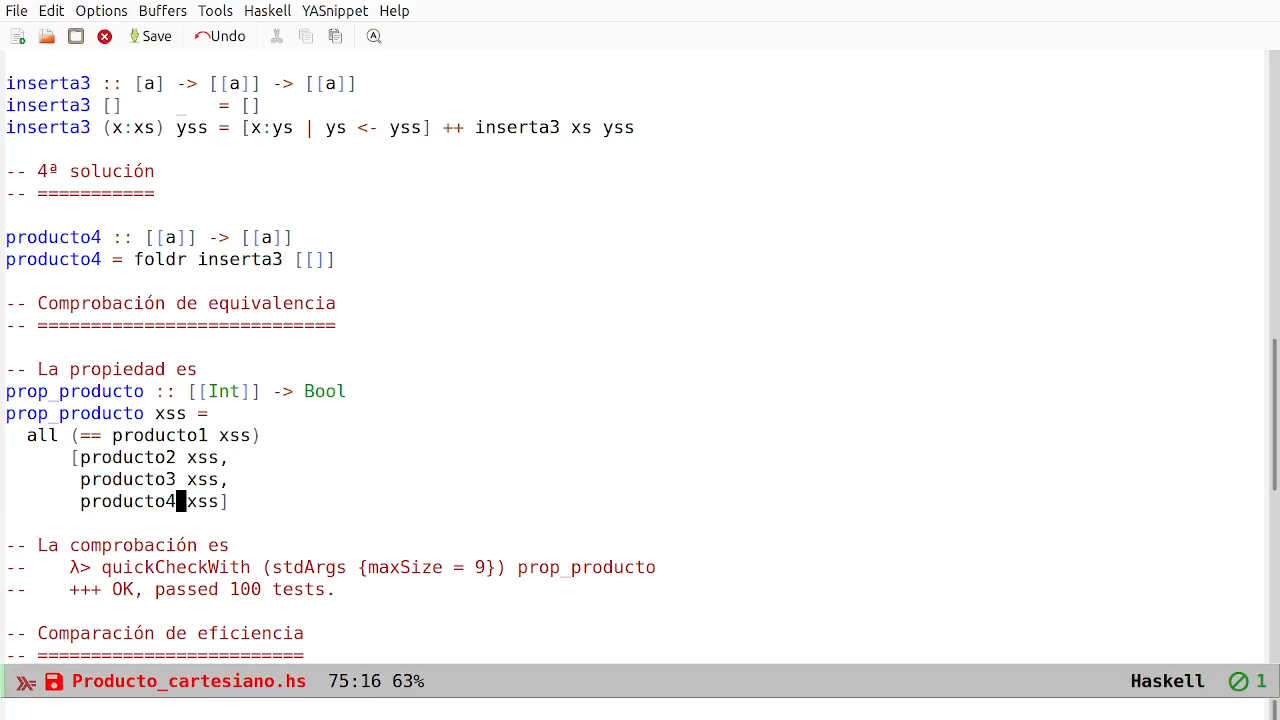 File Edit Options Buffers Tools Haskell YASnippet Help
Save Undo
inserta3 :: [a] -> [[a]] -> [[a]]
inserta3 []     _   = []
inserta3 (x:xs) yss = [x:ys | ys <- yss] ++ inserta3 xs yss
-- 4ª solución
-- ===========
producto4 :: [[a]] -> [[a]]
producto4 = foldr inserta3 [[]]
-- Comprobación de equivalencia
-- ============================
-- La propiedad es
prop_producto :: [[Int]] -> Bool
prop_producto xss =
  all (== producto1 xss)
      [producto2 xss,
       producto3 xss,
       producto4 xss]
-- La comprobación es
--    λ> quickCheckWith (stdArgs {maxSize = 9}) prop_producto
--    +++ OK, passed 100 tests.
-- Comparación de eficiencia
-- =========================
Producto_cartesiano.hs 75:16 63% Haskell 1